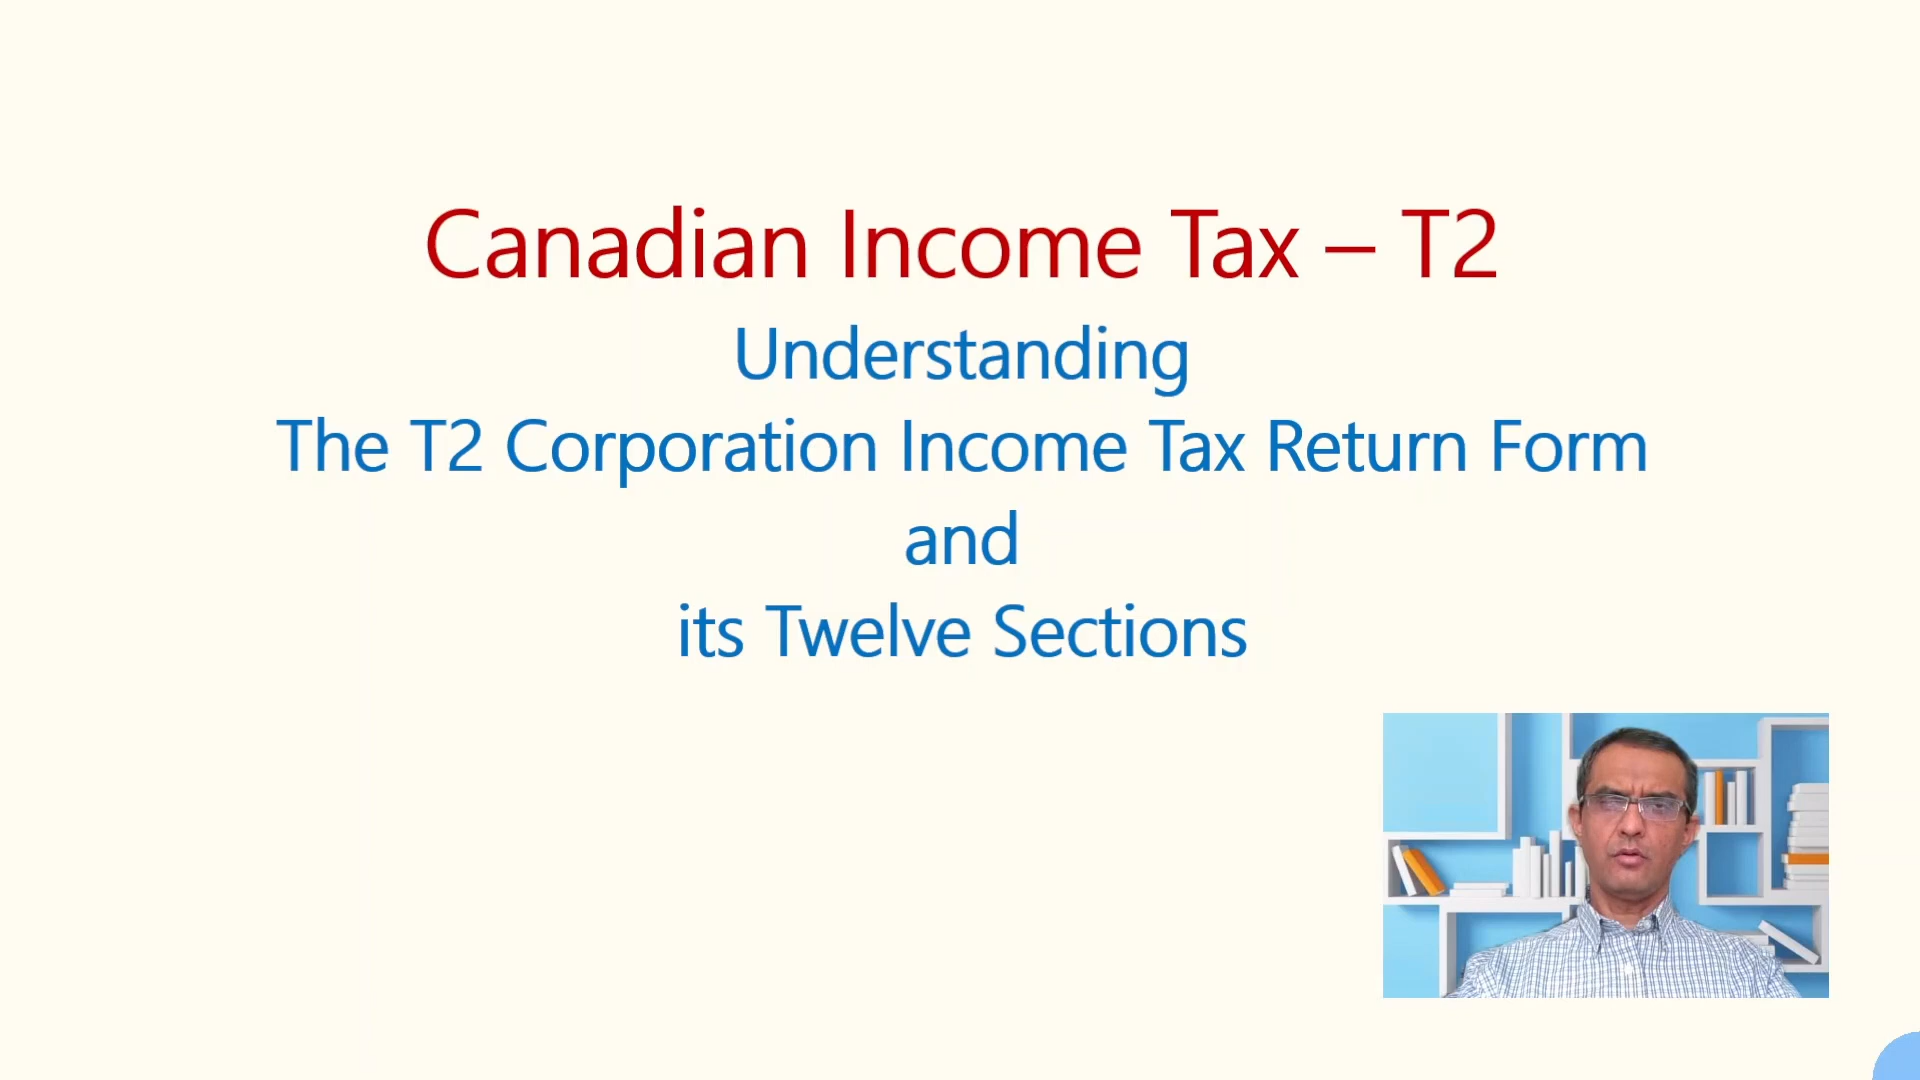 Canadian Income Tax – T2
Understanding
The T2 Corporation Income Tax Return Form
and
its Twelve Sections